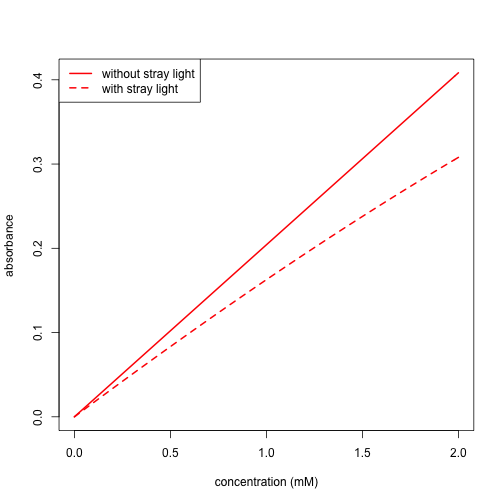 without stray light
with stray light
absorbance
0.4
0.3
0.2
0.1
0.0
0.0 0.5 1.0 1.5 2.0
concentration (mM)